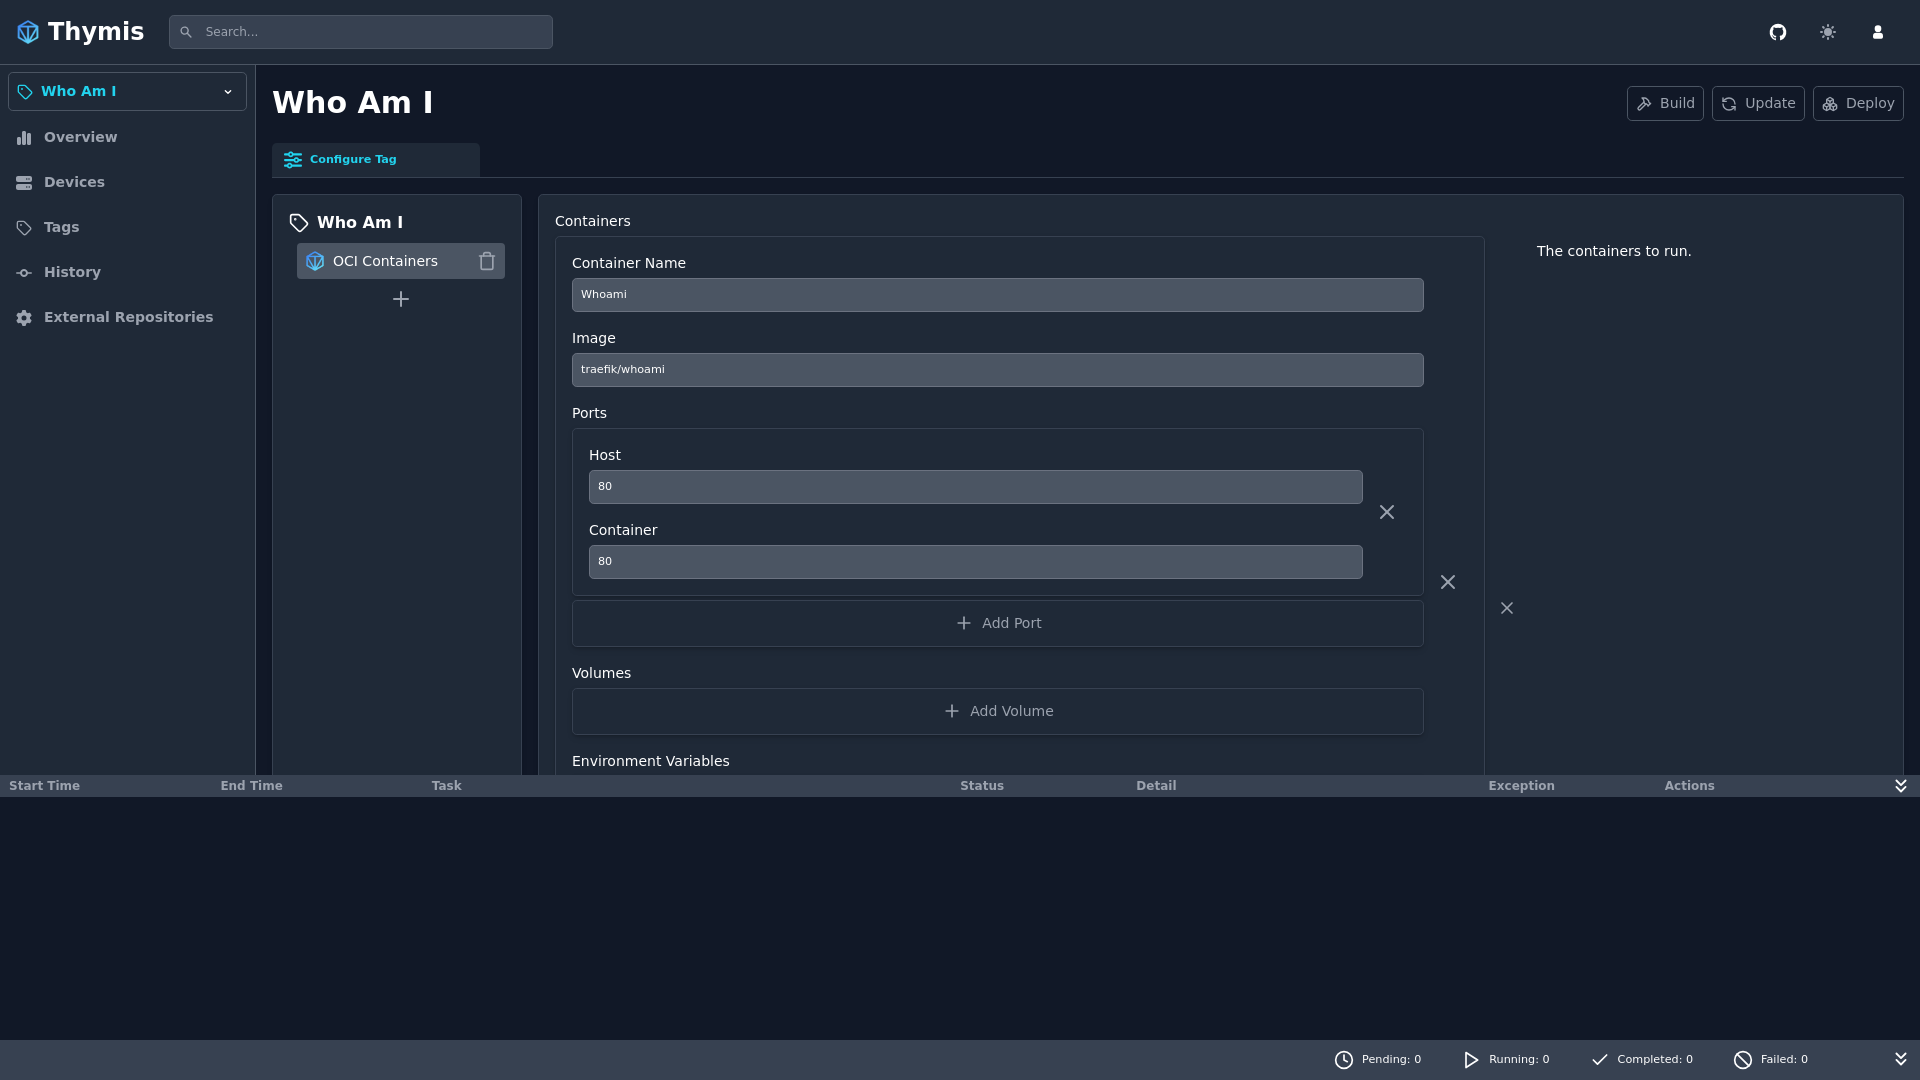 Thymis
Search...
Who Am I
Overview
Devices
Tags
History
External Repositories
Who Am I
Build
Update
Deploy
Configure Tag
Who Am I
OCI Containers
Containers
Container Name
Whoami
Image
traefik/whoami
Ports
Host
80
Container
80
Add Port
Volumes
Add Volume
Environment Variables
The containers to run.
Start Time End Time Task Status Detail Exception Actions
Pending: 0 Running: 0 Completed: 0 Failed: 0